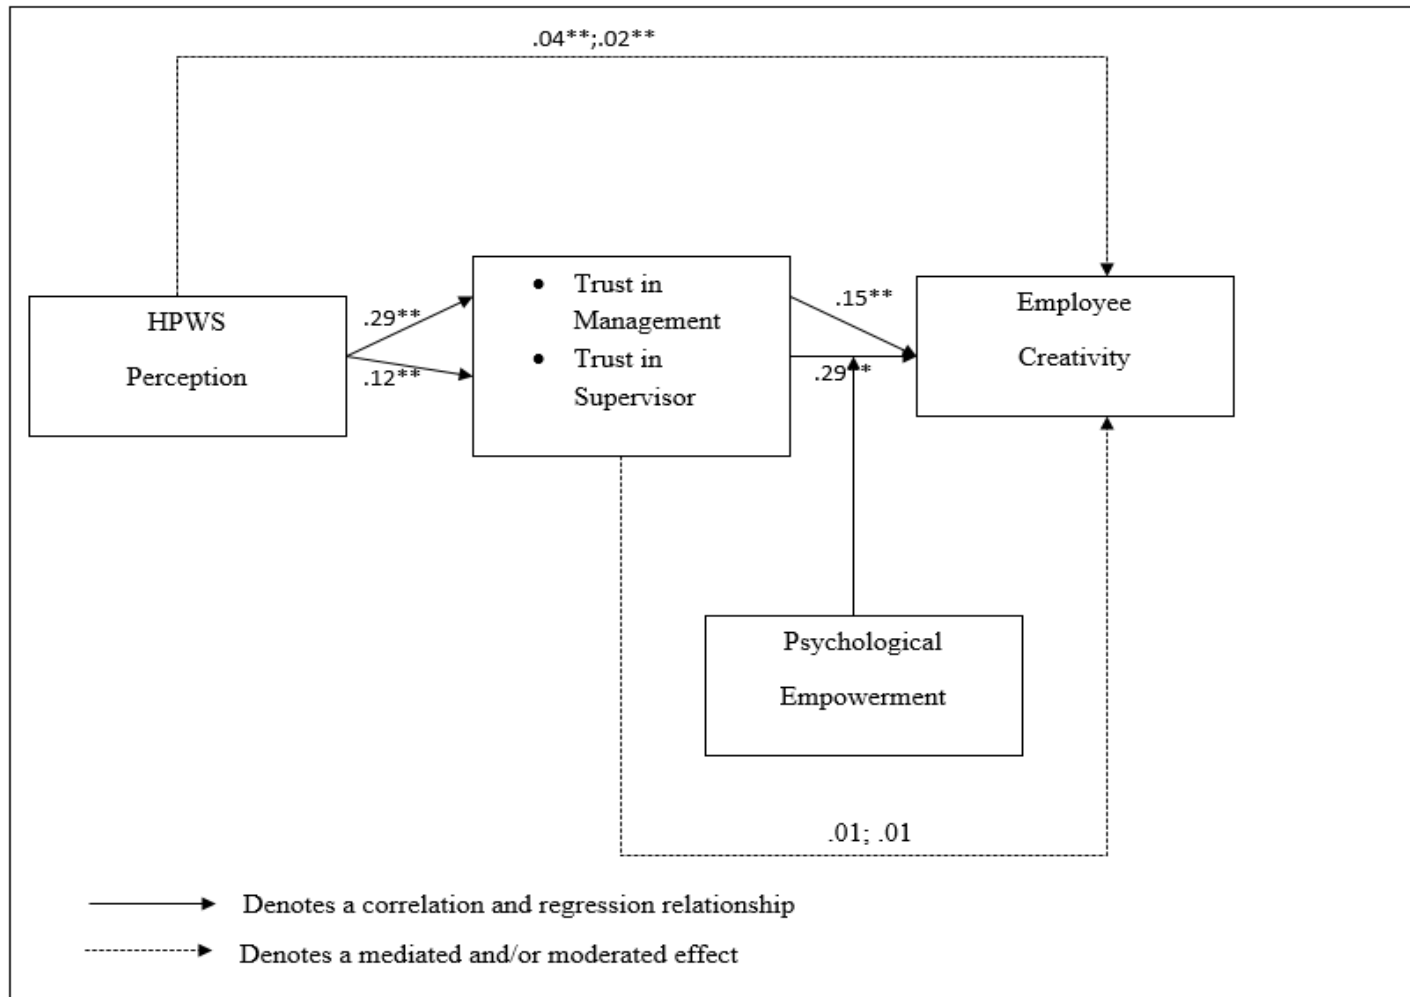 .04**;.02**
HPWS
Perception
.29**
.12**
• Trust in
Management
• Trust in
Supervisor
.15**
.29**
Employee
Creativity
Psychological
Empowerment
.01; .01
Denotes a correlation and regression relationship
Denotes a mediated and/or moderated effect